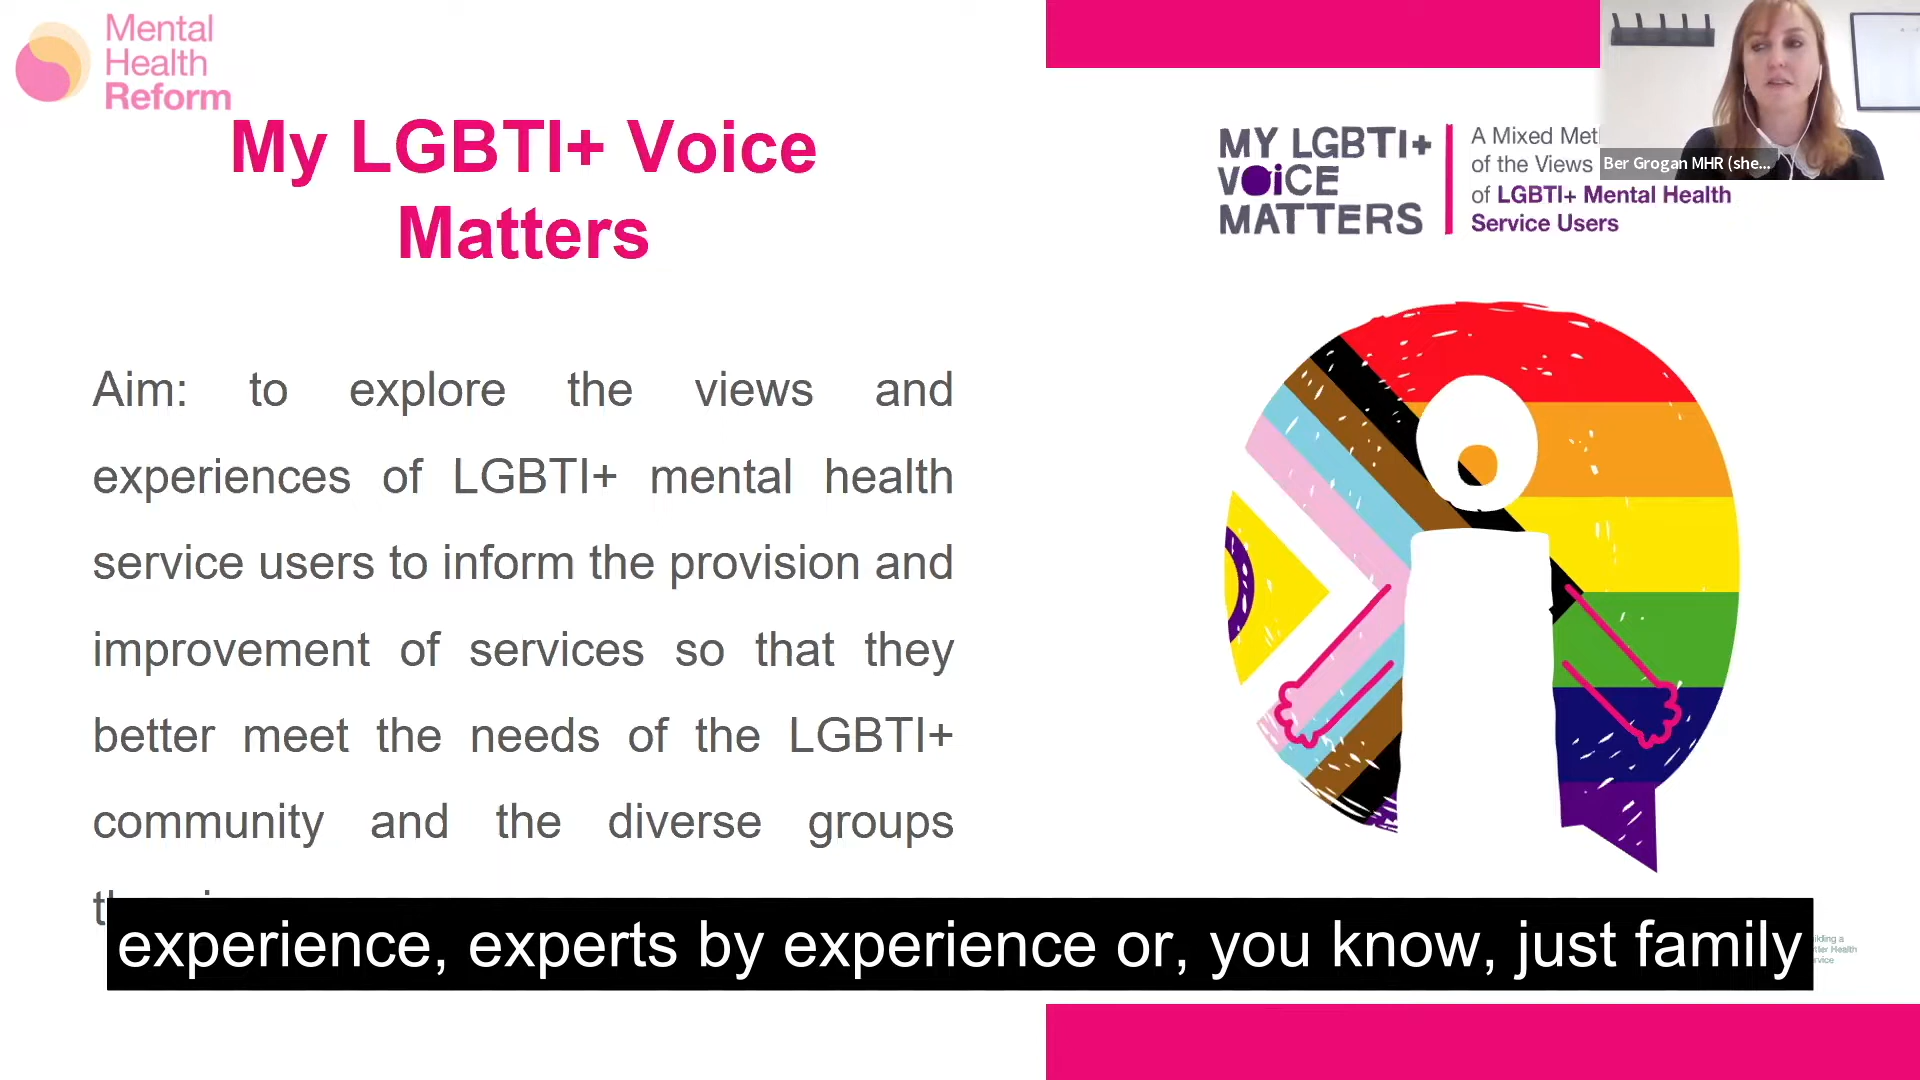 Mental
Health
Reform
My LGBTI+ Voice
Matters
Aim: to explore the views and
experiences of LGBTI+ mental health
service users to inform the provision and
improvement of services so that they
better meet the needs of the LGBTI+
community and the diverse groups
MY LGBTI+
VOiCE
MATTERS
A Mixed
of the Views
of LGBTI+ Mental Health
Service Users
Ber Grogan MHR (she...
experience, experts by experience or, you know, just family